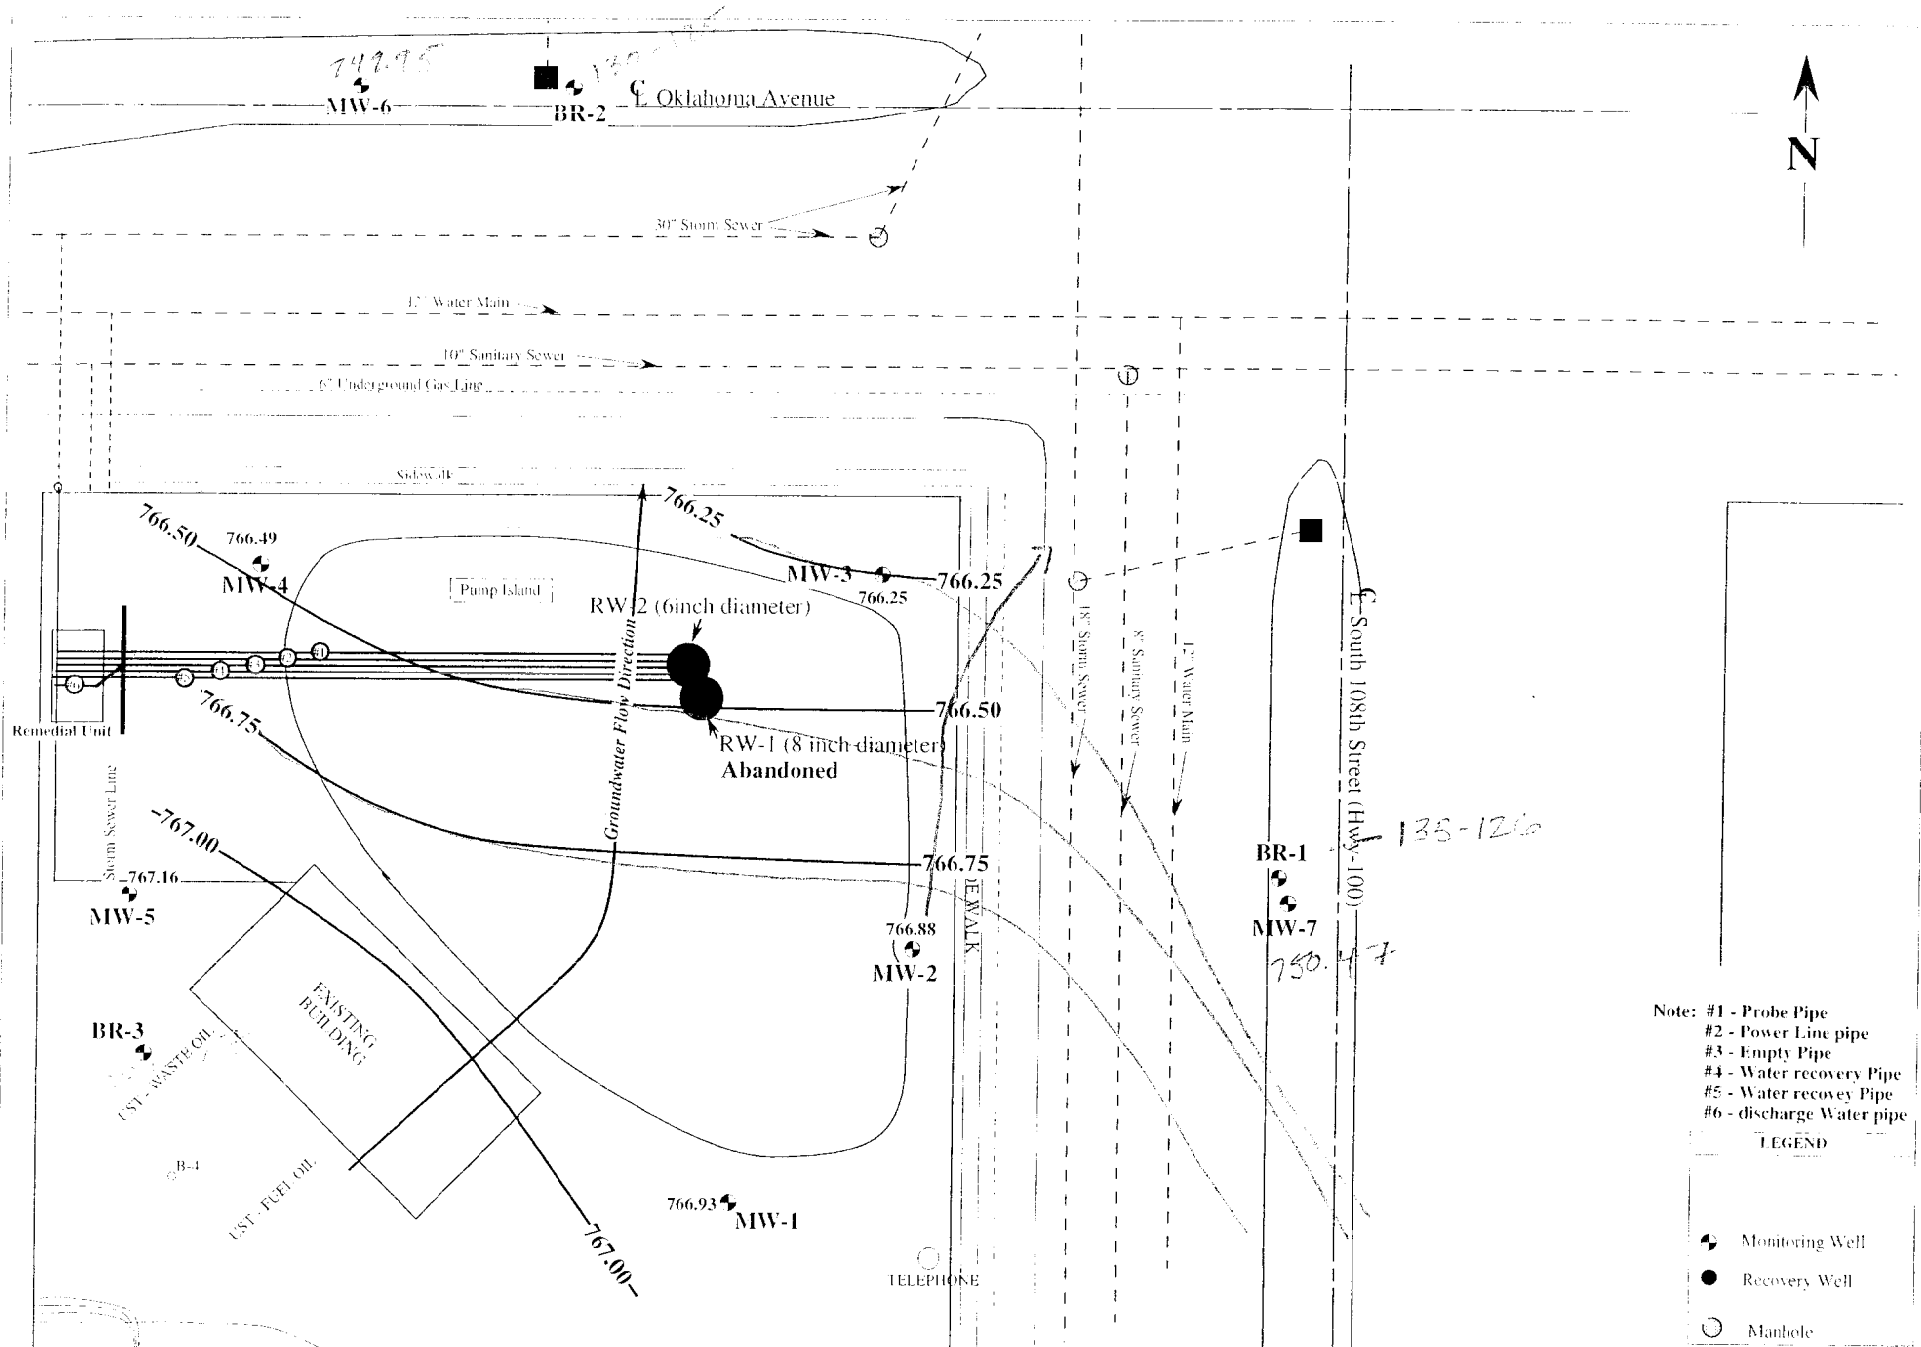 749.95
MW-6
BR-2
℄ Oklahoma Avenue
N
30" Storm Sewer
12" Water Main
10" Sanitary Sewer
6" Underground Gas Line
Sidewalk
766.50
766.49
MW-4
766.25
Pump Island
MW-3
766.25
766.25
RW-2 (6inch diameter)
#1
#2
#3
#4
#5
#6
Remedial Unit
Groundwater Flow Direction
766.75
766.50
RW-1 (8 inch diameter)
Abandoned
18" Storm Sewer
8" Sanitary Sewer
12" Water Main
℄ South 108th Street (Hwy-100)
Storm Sewer Line
767.00
766.75
767.16
MW-5
766.88
MW-2
BR-1
135-126
MW-7
750.47
EXISTING
BUILDING
BR-3
UST - WASTE OIL
B-4
UST - FUEL OIL
766.93
MW-1
767.00
TELEPHONE
Note: #1 - Probe Pipe
#2 - Power Line pipe
#3 - Empty Pipe
#4 - Water recovery Pipe
#5 - Water recovey Pipe
#6 - discharge Water pipe
LEGEND
Monitoring Well
Recovery Well
Manhole